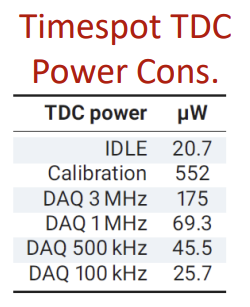 Timespot TDC
Power Cons.
TDC power µW
IDLE 20.7
Calibration 552
DAQ 3 MHz 175
DAQ 1 MHz 69.3
DAQ 500 kHz 45.5
DAQ 100 kHz 25.7